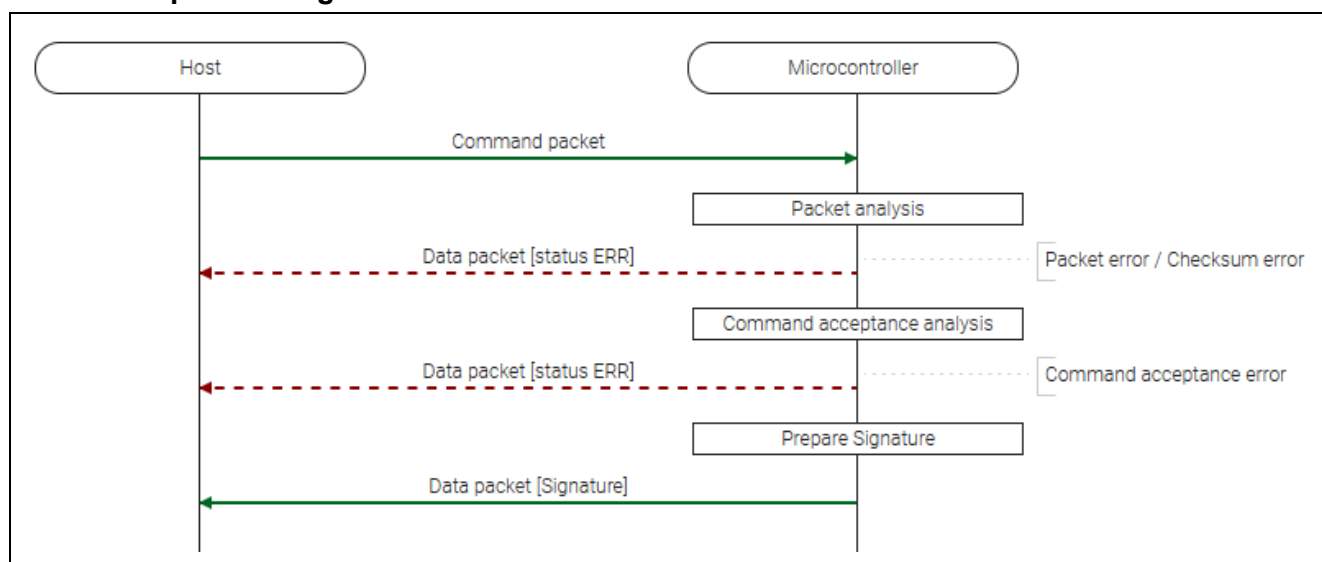 Host
Microcontroller
Command packet
Packet analysis
Data packet [status ERR]
Packet error / Checksum error
Command acceptance analysis
Data packet [status ERR]
Command acceptance error
Prepare Signature
Data packet [Signature]